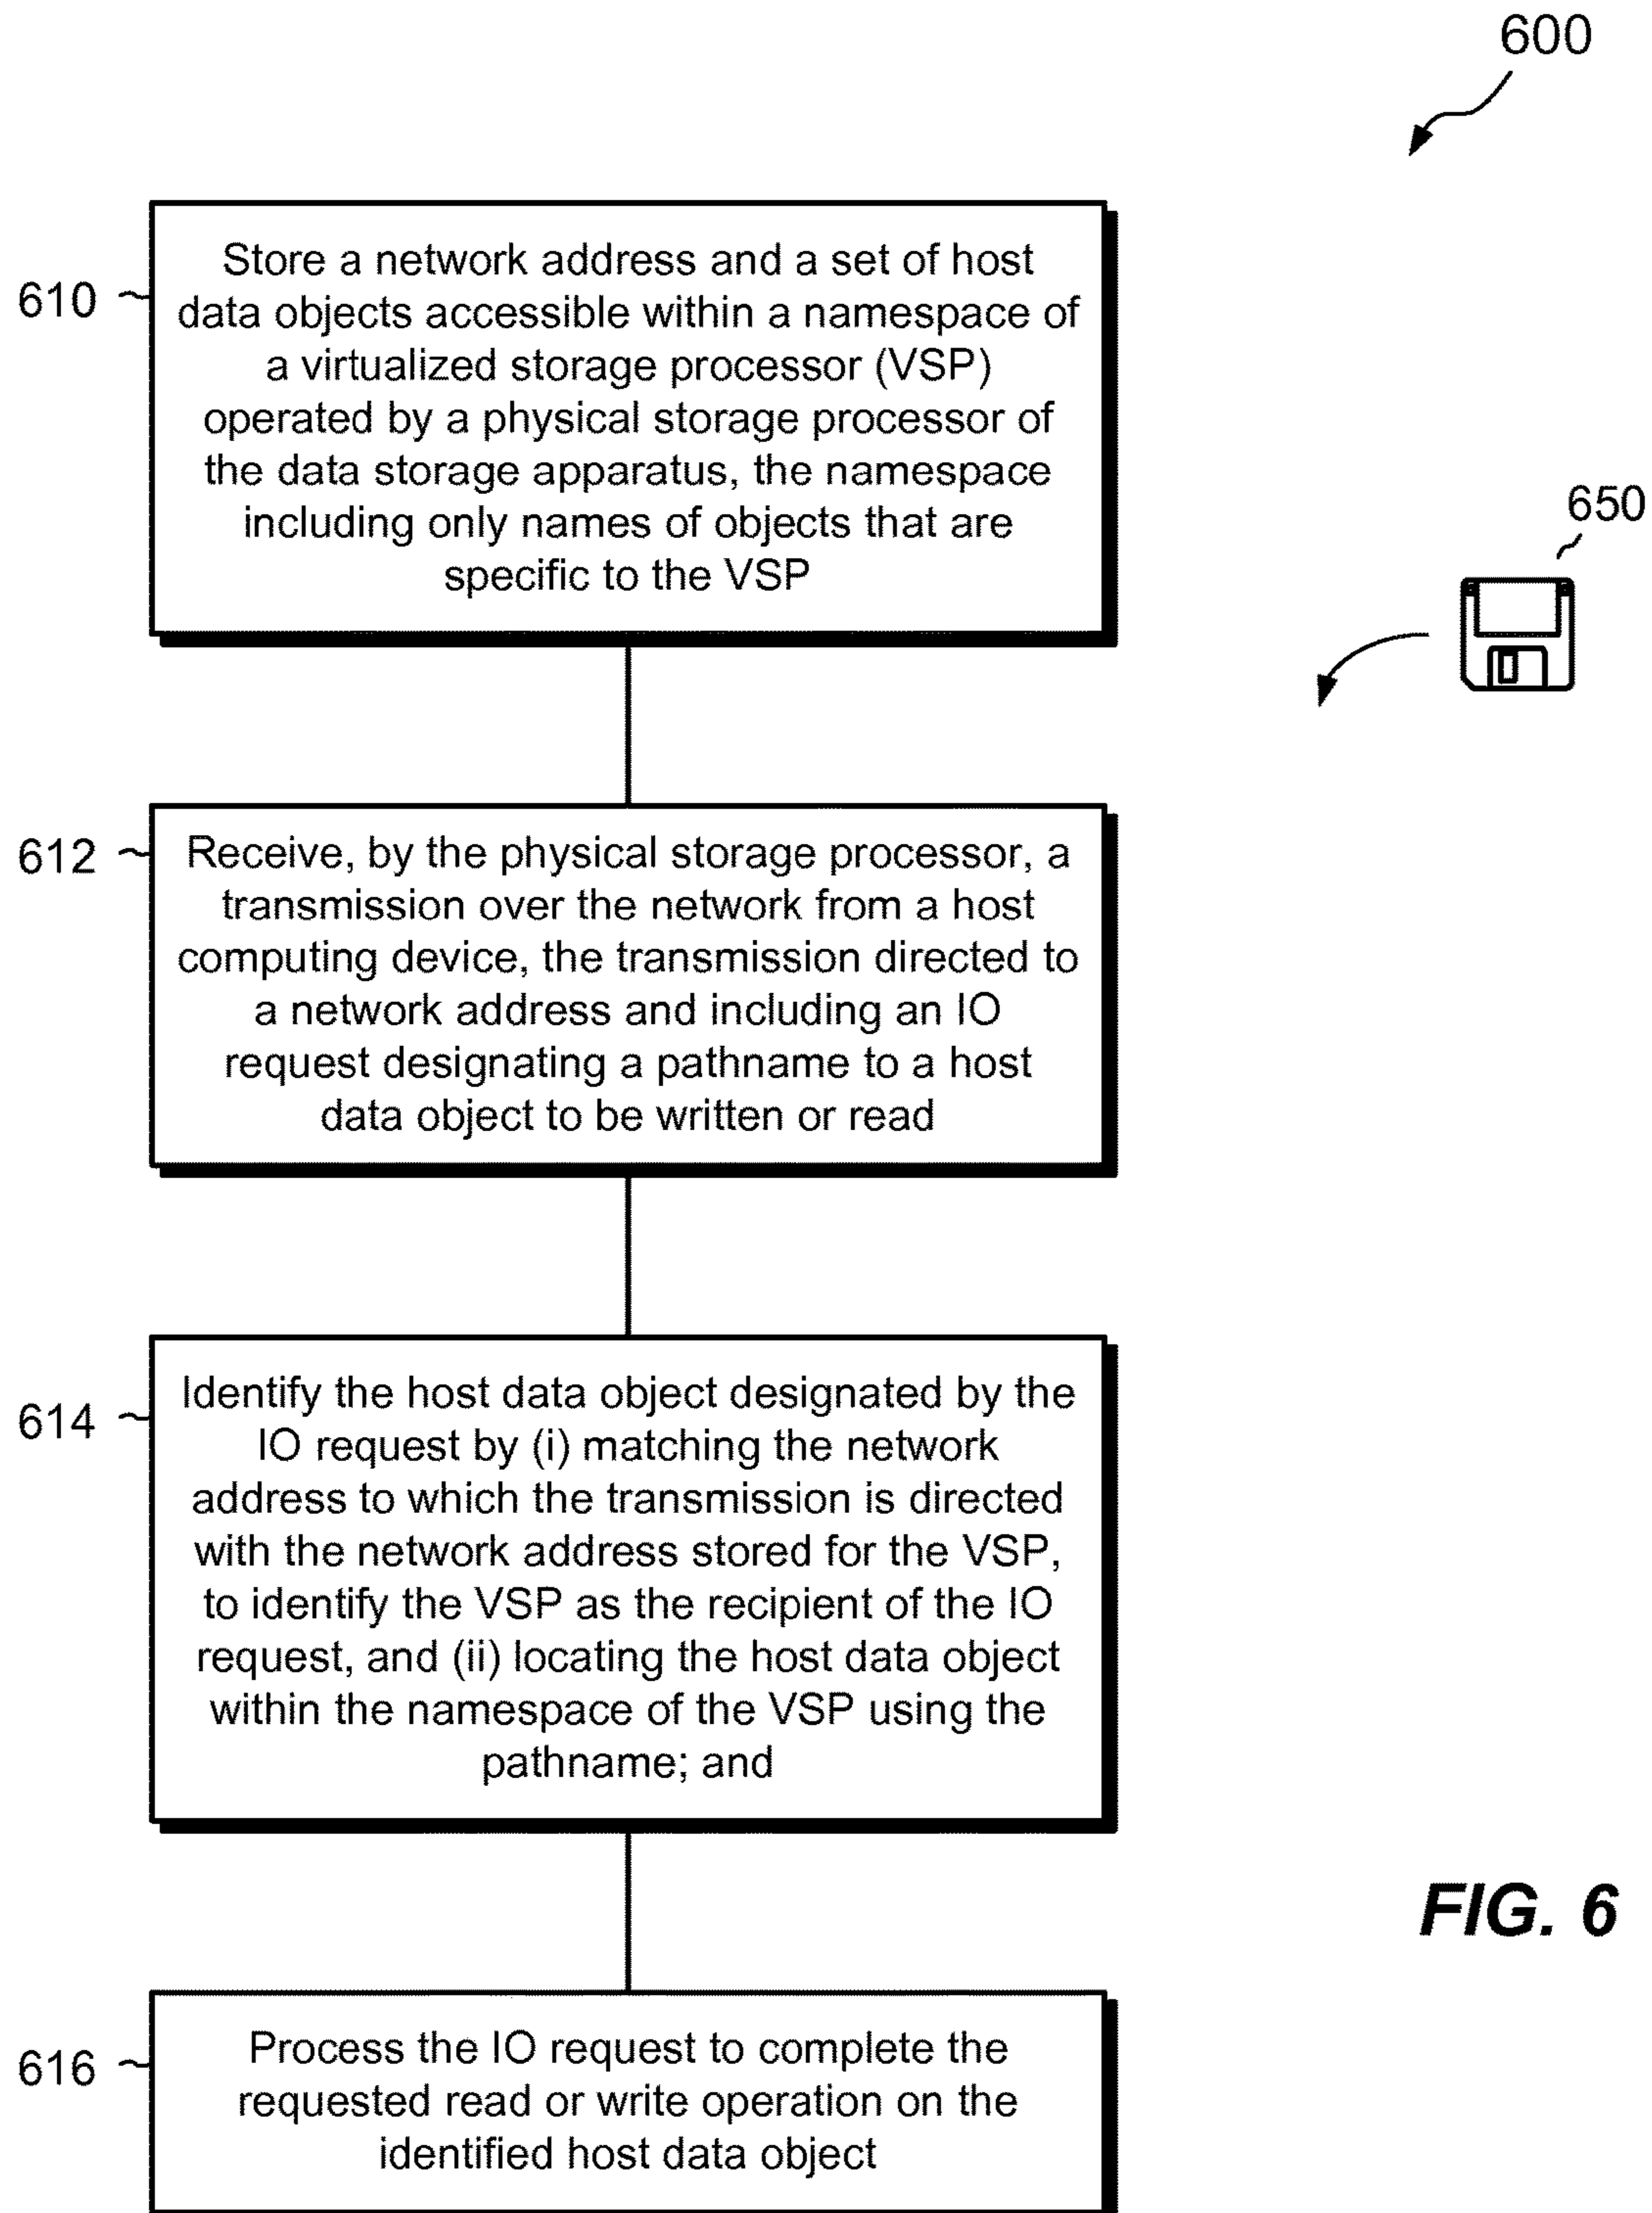 600
610
Store a network address and a set of host
data objects accessible within a namespace of
a virtualized storage processor (VSP)
operated by a physical storage processor of
the data storage apparatus, the namespace
including only names of objects that are
specific to the VSP
650
612
Receive, by the physical storage processor, a
transmission over the network from a host
computing device, the transmission directed to
a network address and including an IO
request designating a pathname to a host
data object to be written or read
614
Identify the host data object designated by the
IO request by (i) matching the network
address to which the transmission is directed
with the network address stored for the VSP,
to identify the VSP as the recipient of the IO
request, and (ii) locating the host data object
within the namespace of the VSP using the
pathname; and
FIG. 6
616
Process the IO request to complete the
requested read or write operation on the
identified host data object